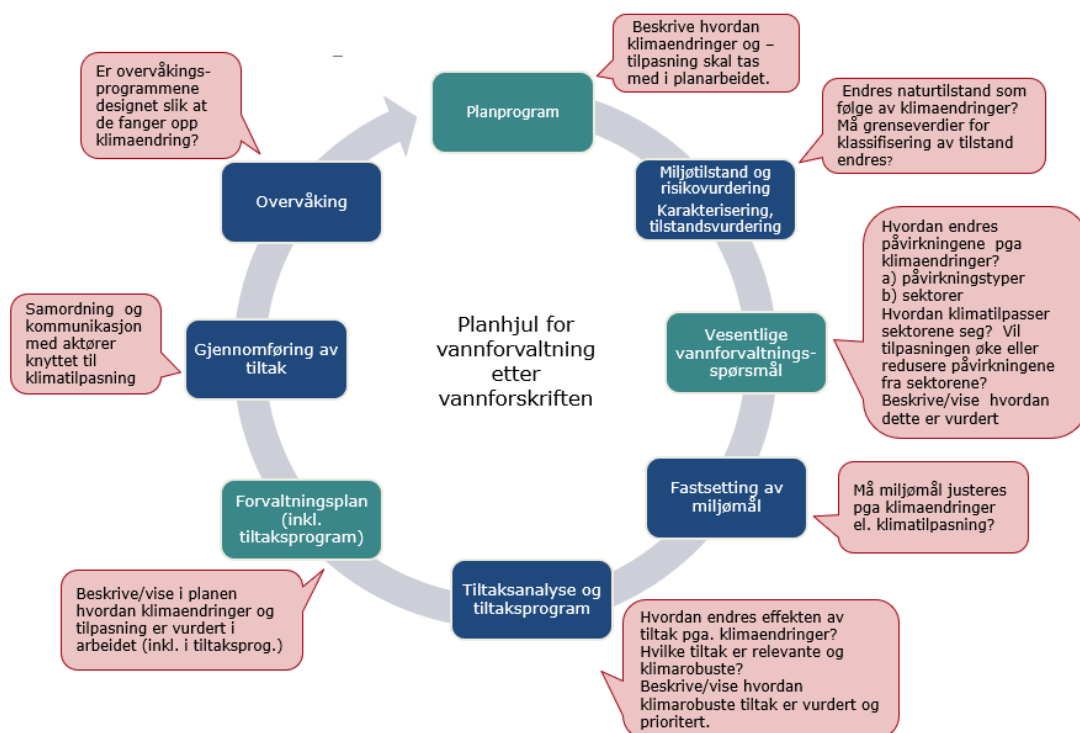 Beskrive hvordan
klimaendringer og –
tilpasning skal tas
med i planarbeidet.
Planprogram
Endres naturtilstand som
følge av klimaendringer?
Må grenseverdier for
klassifisering av tilstand
endres?
Miljøtilstand og
risikovurdering
Karakterisering,
tilstandsvurdering
Hvordan endres
påvirkningene pga
klimaendringer?
a) påvirkningstyper
b) sektorer
Hvordan klimatilpasser
sektorene seg? Vil
tilpasningen øke eller
redusere påvirkningene
fra sektorene?
Beskrive/vise hvordan
dette er vurdert
Vesentlige
vannforvaltnings-
spørsmål
Fastsetting av
miljømål
Må miljømål justeres
pga klimaendringer
el. klimatilpasning?
Tiltaksanalyse og
tiltaksprogram
Hvordan endres effekten av
tiltak pga. klimaendringer?
Hvilke tiltak er relevante og
klimarobuste?
Beskrive/vise hvordan
klimarobuste tiltak er vurdert og
prioritert.
Forvaltningsplan
(inkl.
tiltaksprogram)
Beskrive/vise i planen
hvordan klimaendringer og
tilpasning er vurdert i
arbeidet (inkl. i tiltaksprog.)
Gjennomføring av
tiltak
Samordning og
kommunikasjon
med aktører
knyttet til
klimatilpasning
Overvåking
Er overvåkings-
programmene
designet slik at
de fanger opp
klimaendring?
Planhjul for
vannforvaltning
etter
vannforskriften